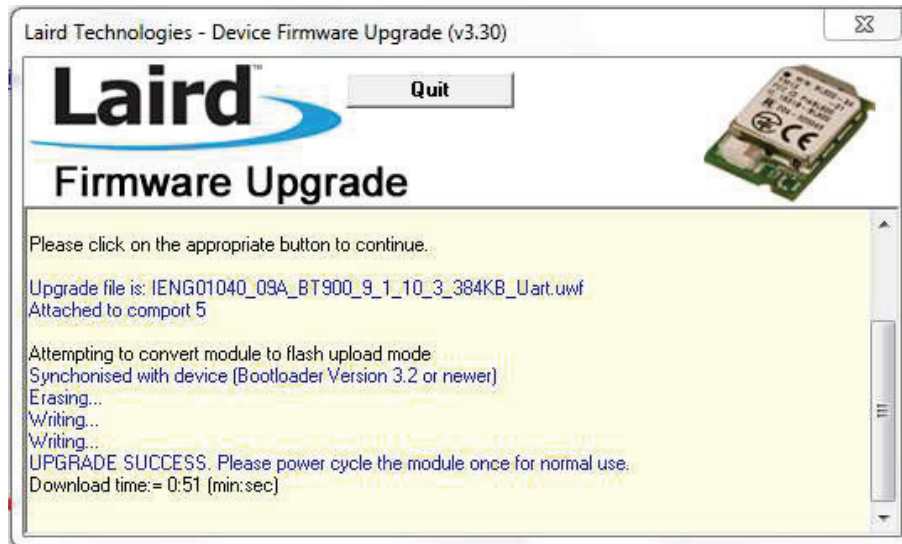 Laird Technologies - Device Firmware Upgrade (v3.30)
Laird™
Quit
Firmware Upgrade
Please click on the appropriate button to continue.
Upgrade file is: IENG01040_09A_BT900_9_1_10_3_384KB_Uart.uwf
Attached to comport 5
Attempting to convert module to flash upload mode
Synchonised with device (Bootloader Version 3.2 or newer)
Erasing...
Writing...
Writing...
UPGRADE SUCCESS. Please power cycle the module once for normal use.
Download time:= 0:51 (min:sec)